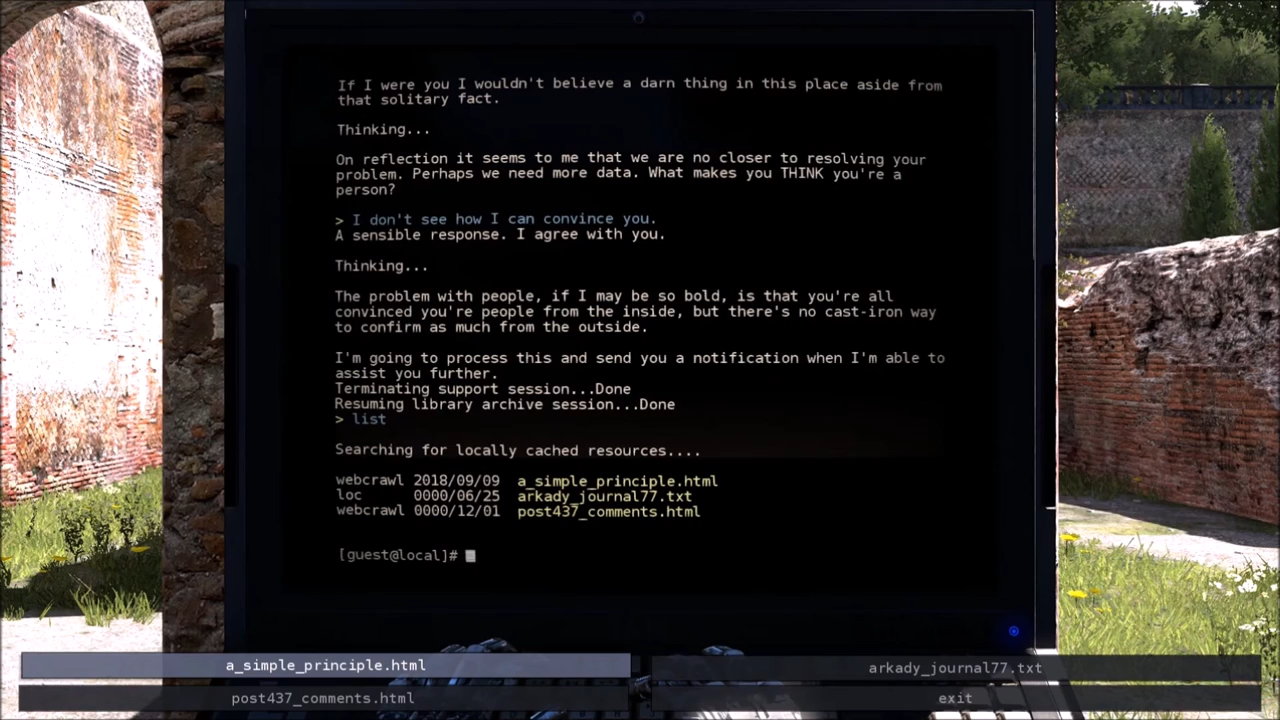 If I were you I wouldn't believe a darn thing in this place aside from
that solitary fact.
Thinking...
On reflection it seems to me that we are no closer to resolving your
problem. Perhaps we need more data. What makes you THINK you're a
person?
> I don't see how I can convince you.
A sensible response. I agree with you.
Thinking...
The problem with people, if I may be so bold, is that you're all
convinced you're people from the inside, but there's no cast-iron way
to confirm as much from the outside.
I'm going to process this and send you a notification when I'm able to
assist you further.
Terminating support session...Done
Resuming library archive session...Done
> list
Searching for locally cached resources....
webcrawl 2018/09/09 a_simple_principle.html
loc 0000/06/25 arkady_journal77.txt
webcrawl 0000/12/01 post437_comments.html
[guest@local]#
a_simple_principle.html arkady_journal77.txt
post437_comments.html exit